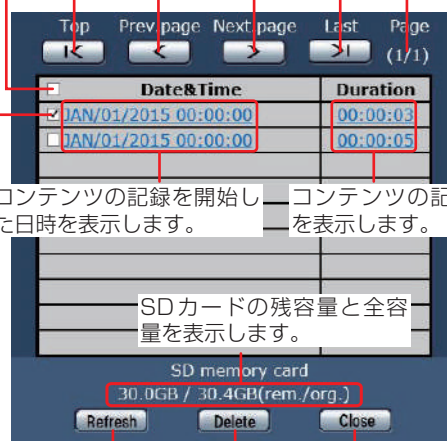 Top Prev.page Next.page Last Page
(1/1)
Date&Time Duration
JAN/01/2015 00:00:00 00:00:03
JAN/01/2015 00:00:00 00:00:05
コンテンツの記録を開始し
た日時を表示します。
コンテンツの記
を表示します。
SDカードの残容量と全容
量を表示します。
SD memory card
30.0GB / 30.4GB(rem./org.)
Refresh Delete Close